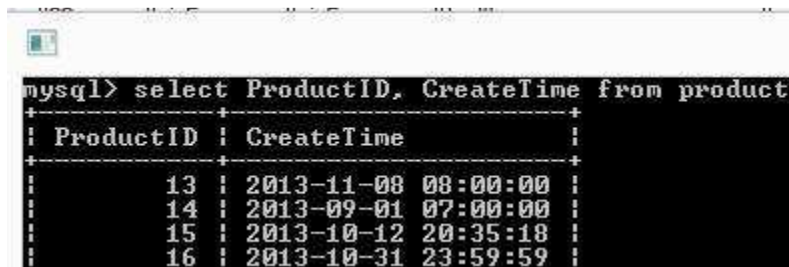 mysql> select ProductID, CreateTime from product
ProductID | CreateTime
13 | 2013-11-08 08:00:00
14 | 2013-09-01 07:00:00
15 | 2013-10-12 20:35:18
16 | 2013-10-31 23:59:59